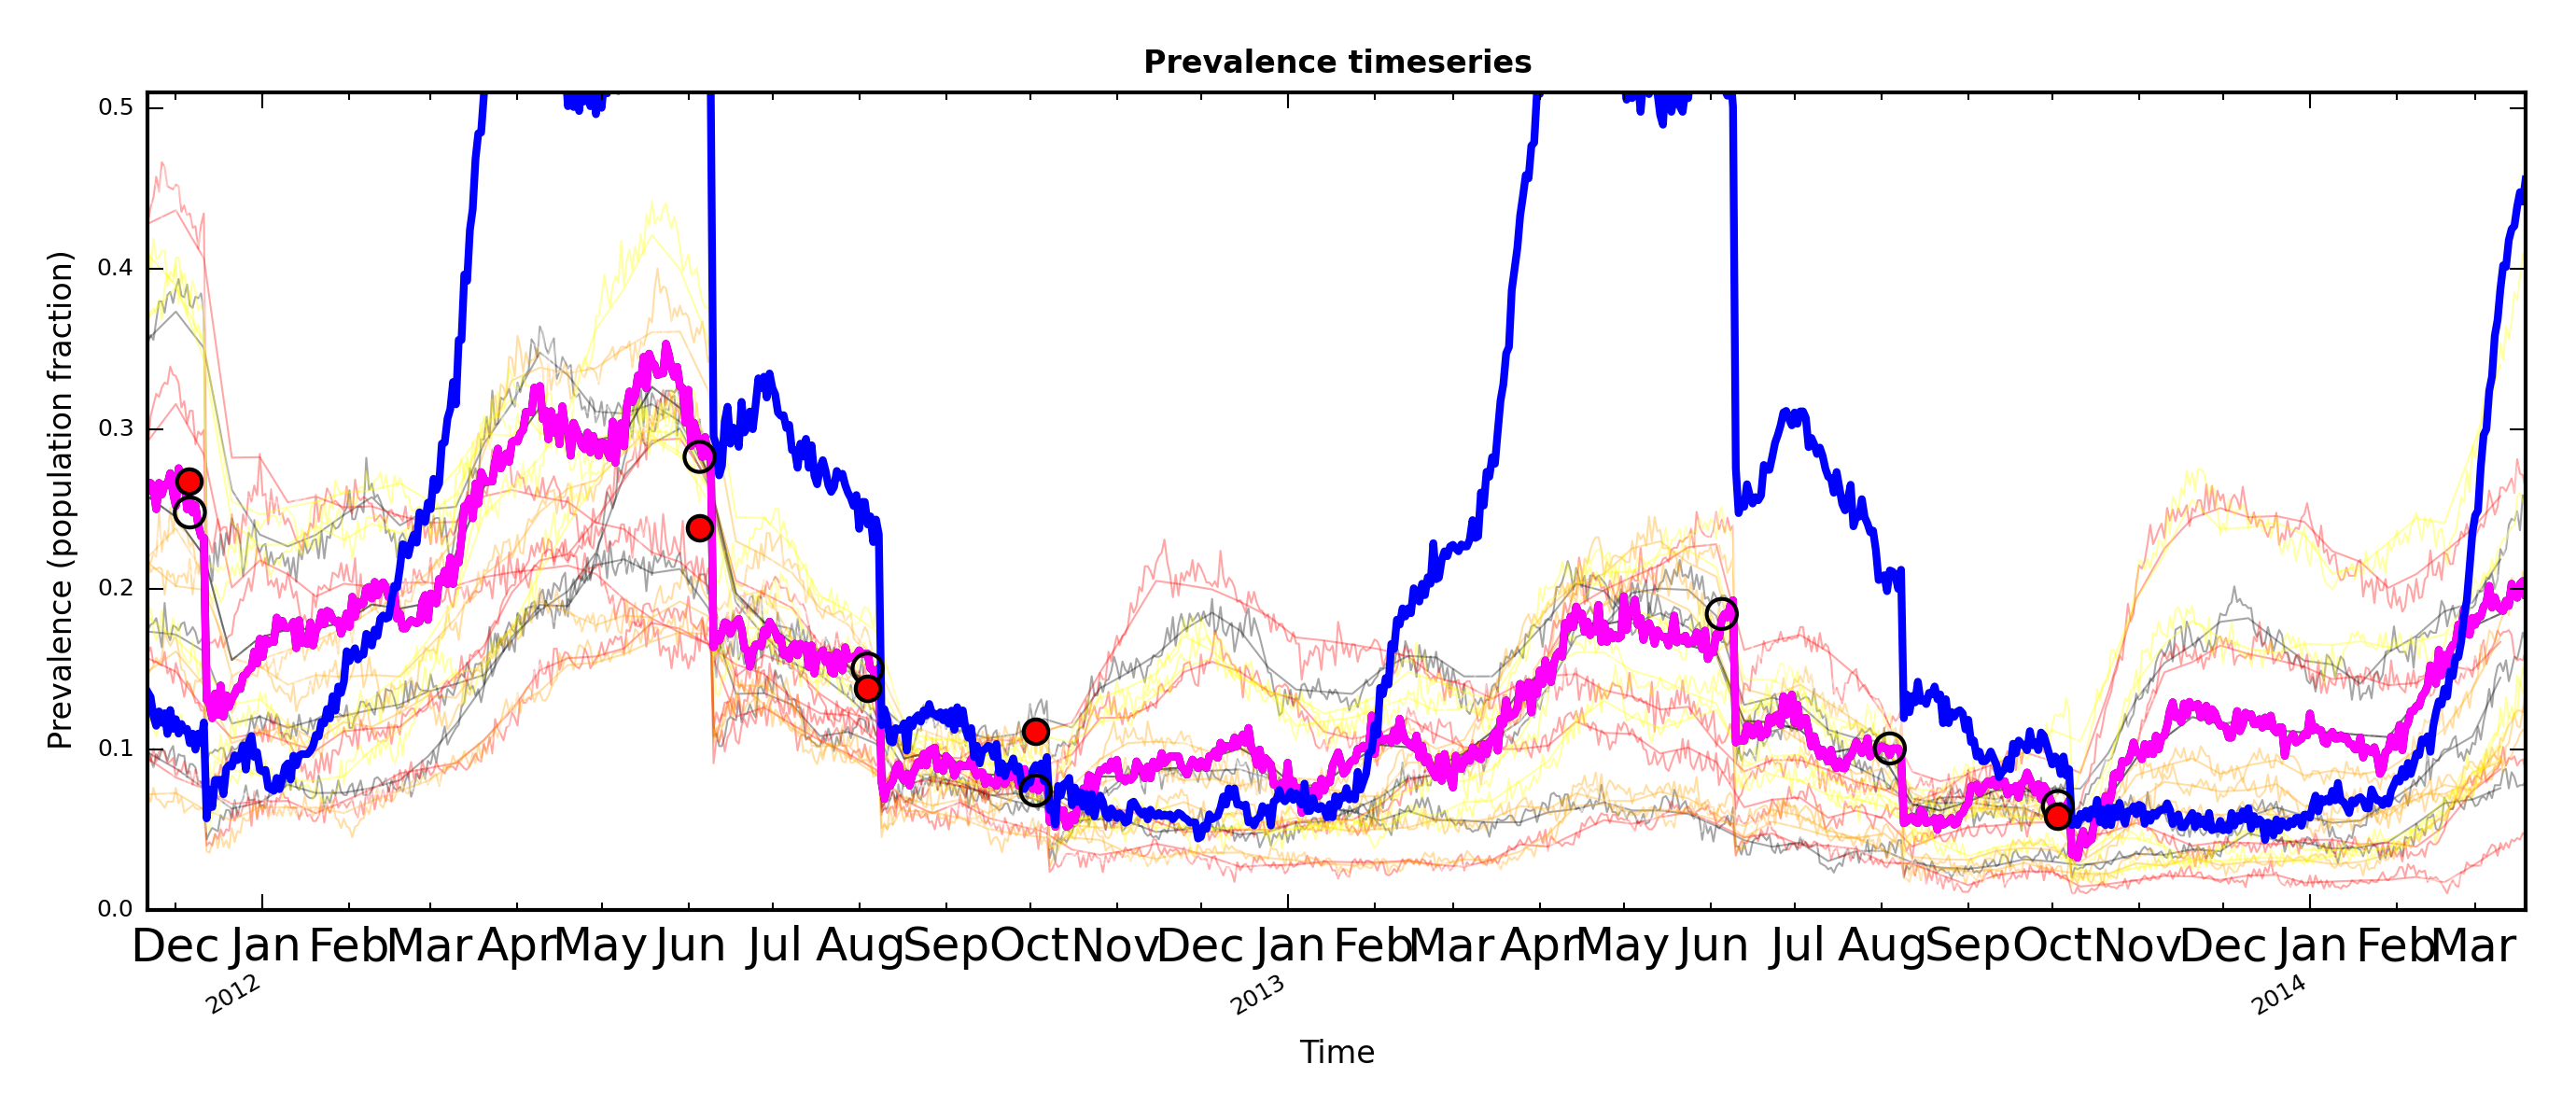 Prevalence timeseries
Prevalence (population fraction)
0.5
0.4
0.3
0.2
0.1
0.0
Dec Jan Feb Mar Apr May Jun Jul Aug Sep Oct Nov Dec Jan Feb Mar Apr May Jun Jul Aug Sep Oct Nov Dec Jan Feb Mar
2012 2013 2014
Time